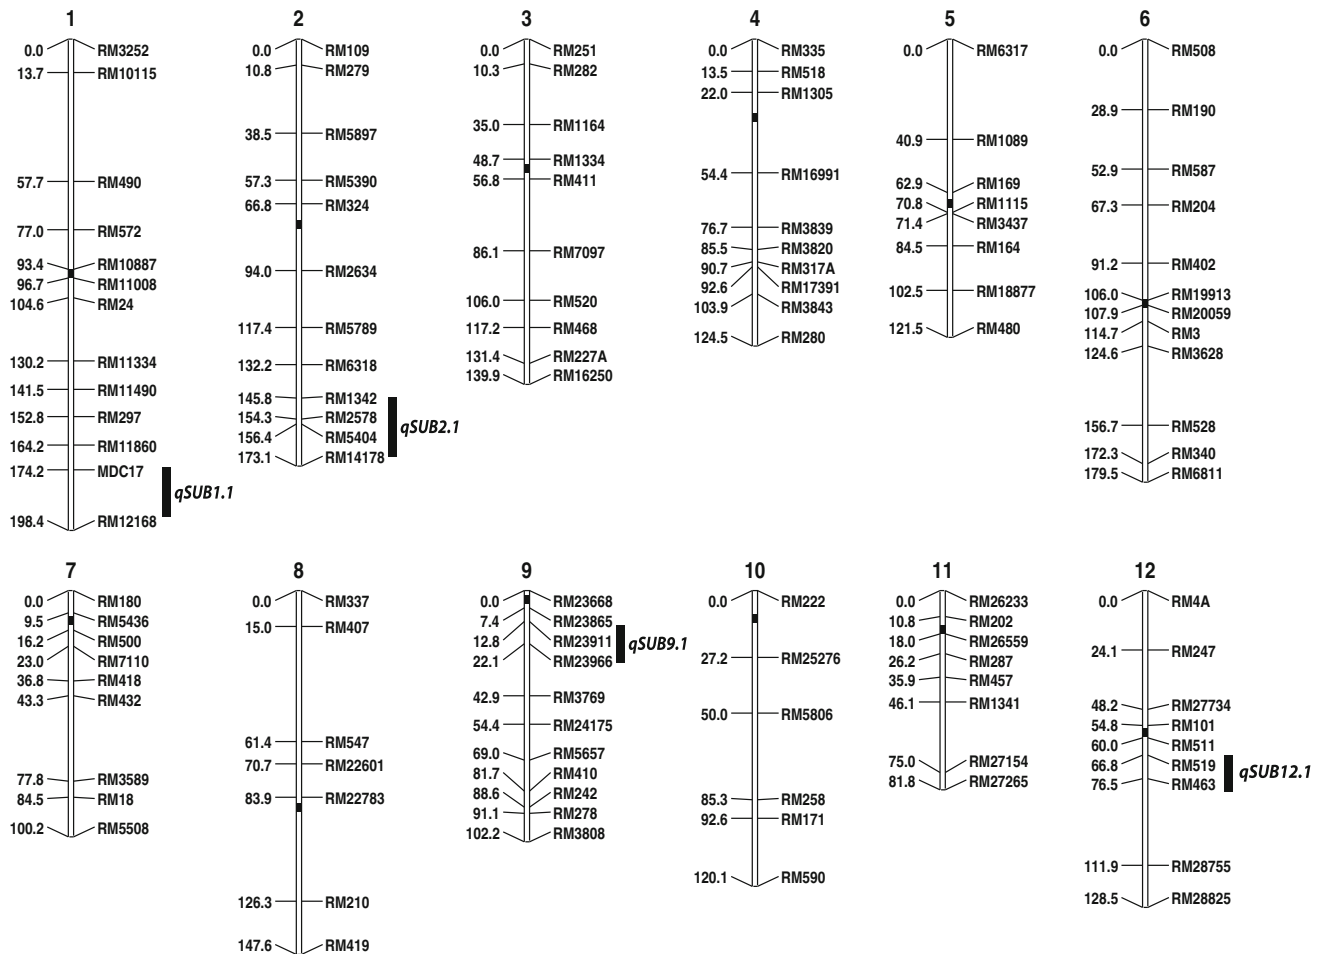 1
0.0 RM3252
13.7 RM10115
57.7 RM490
77.0 RM572
93.4 RM10887
96.7 RM11008
104.6 RM24
130.2 RM11334
141.5 RM11490
152.8 RM297
164.2 RM11860
174.2 MDC17
198.4 RM12168
qSUB1.1
2
0.0 RM109
10.8 RM279
38.5 RM5897
57.3 RM5390
66.8 RM324
94.0 RM2634
117.4 RM5789
132.2 RM6318
145.8 RM1342
154.3 RM2578
156.4 RM5404
173.1 RM14178
qSUB2.1
3
0.0 RM251
10.3 RM282
35.0 RM1164
48.7 RM1334
56.8 RM411
86.1 RM7097
106.0 RM520
117.2 RM468
131.4 RM227A
139.9 RM16250
4
0.0 RM335
13.5 RM518
22.0 RM1305
54.4 RM16991
76.7 RM3839
85.5 RM3820
90.7 RM317A
92.6 RM17391
103.9 RM3843
124.5 RM280
5
0.0 RM6317
40.9 RM1089
62.9 RM169
70.8 RM1115
71.4 RM3437
84.5 RM164
102.5 RM18877
121.5 RM480
6
0.0 RM508
28.9 RM190
52.9 RM587
67.3 RM204
91.2 RM402
106.0 RM19913
107.9 RM20059
114.7 RM3
124.6 RM3628
156.7 RM528
172.3 RM340
179.5 RM6811
7
0.0 RM180
9.5 RM5436
16.2 RM500
23.0 RM7110
36.8 RM418
43.3 RM432
77.8 RM3589
84.5 RM18
100.2 RM5508
8
0.0 RM337
15.0 RM407
61.4 RM547
70.7 RM22601
83.9 RM22783
126.3 RM210
147.6 RM419
9
0.0 RM23668
7.4 RM23865
12.8 RM23911
22.1 RM23966
42.9 RM3769
54.4 RM24175
69.0 RM5657
81.7 RM410
88.6 RM242
91.1 RM278
102.2 RM3808
qSUB9.1
10
0.0 RM222
27.2 RM25276
50.0 RM5806
85.3 RM258
92.6 RM171
120.1 RM590
11
0.0 RM26233
10.8 RM202
18.0 RM26559
26.2 RM287
35.9 RM457
46.1 RM1341
75.0 RM27154
81.8 RM27265
12
0.0 RM4A
24.1 RM247
48.2 RM27734
54.8 RM101
60.0 RM511
66.8 RM519
76.5 RM463
111.9 RM28755
128.5 RM28825
qSUB12.1